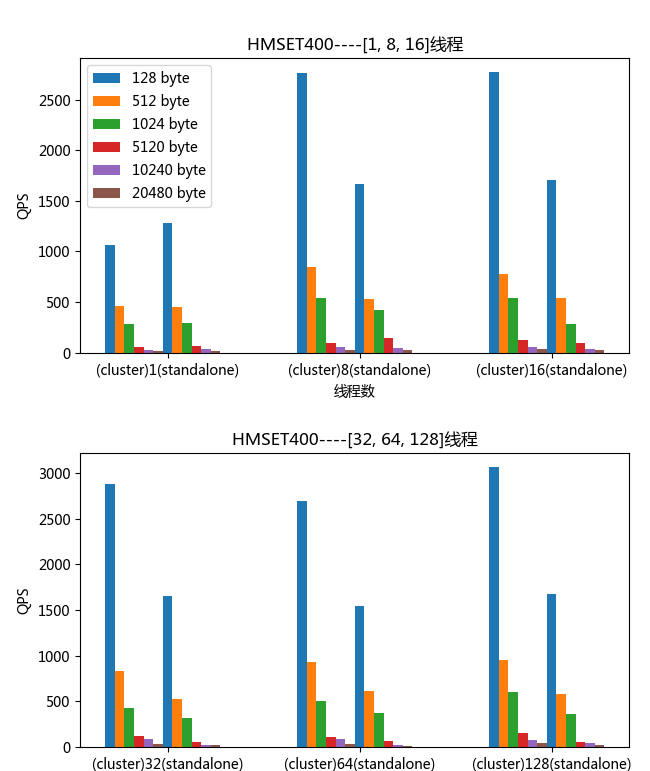 HMSET400----[1, 8, 16]线程
128 byte
512 byte
1024 byte
5120 byte
10240 byte
20480 byte
QPS
2500
2000
1500
1000
500
0
(cluster)1(standalone)
(cluster)8(standalone)
(cluster)16(standalone)
线程数
HMSET400----[32, 64, 128]线程
QPS
3000
2500
2000
1500
1000
500
0
(cluster)32(standalone)
(cluster)64(standalone)
(cluster)128(standalone)